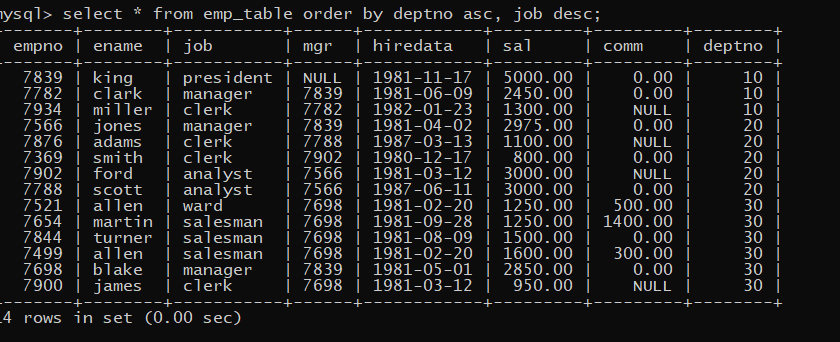 mysql> select * from emp_table order by deptno asc, job desc;
empno | ename | job | mgr | hiredata | sal | comm | deptno |
7839 | king | president | NULL | 1981-11-17 | 5000.00 | 0.00 | 10 |
7782 | clark | manager | 7839 | 1981-06-09 | 2450.00 | 0.00 | 10 |
7934 | miller | clerk | 7782 | 1982-01-23 | 1300.00 | NULL | 10 |
7566 | jones | manager | 7839 | 1981-04-02 | 2975.00 | 0.00 | 20 |
7876 | adams | clerk | 7788 | 1987-03-13 | 1100.00 | NULL | 20 |
7369 | smith | clerk | 7902 | 1980-12-17 | 800.00 | 0.00 | 20 |
7902 | ford | analyst | 7566 | 1981-03-12 | 3000.00 | NULL | 20 |
7788 | scott | analyst | 7566 | 1987-06-11 | 3000.00 | 0.00 | 20 |
7521 | allen | ward | 7698 | 1981-02-20 | 1250.00 | 500.00 | 30 |
7654 | martin | salesman | 7698 | 1981-09-28 | 1250.00 | 1400.00 | 30 |
7844 | turner | salesman | 7698 | 1981-08-09 | 1500.00 | 0.00 | 30 |
7499 | allen | salesman | 7698 | 1981-02-20 | 1600.00 | 300.00 | 30 |
7698 | blake | manager | 7839 | 1981-05-01 | 2850.00 | 0.00 | 30 |
7900 | james | clerk | 7698 | 1981-03-12 | 950.00 | NULL | 30 |
14 rows in set (0.00 sec)